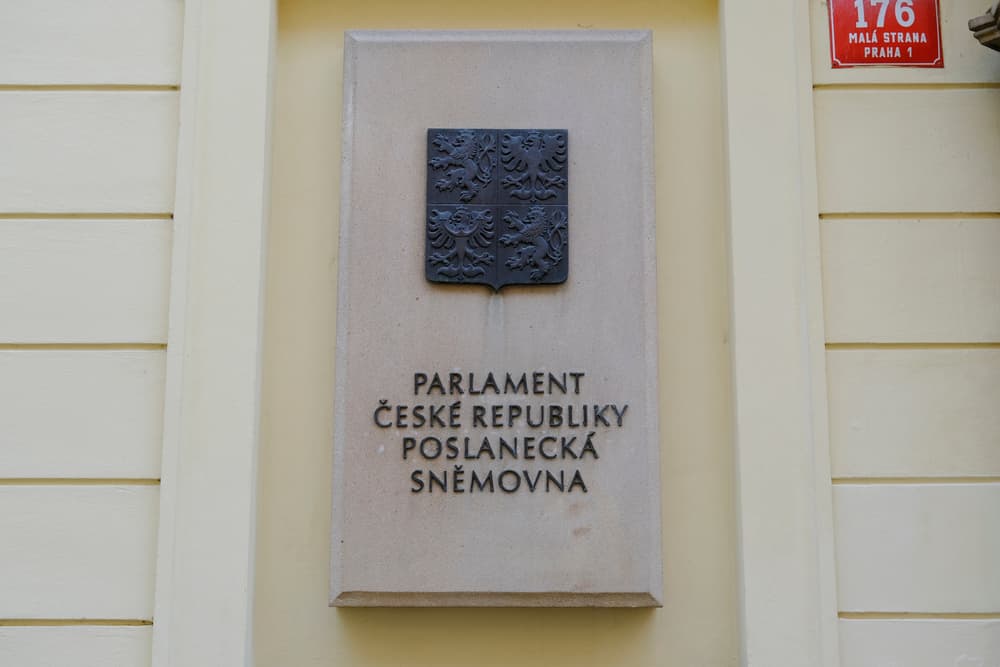 176
MALÁ STRANA
PRAHA 1
PARLAMENT
ČESKÉ REPUBLIKY
POSLANECKÁ
SNĚMOVNA